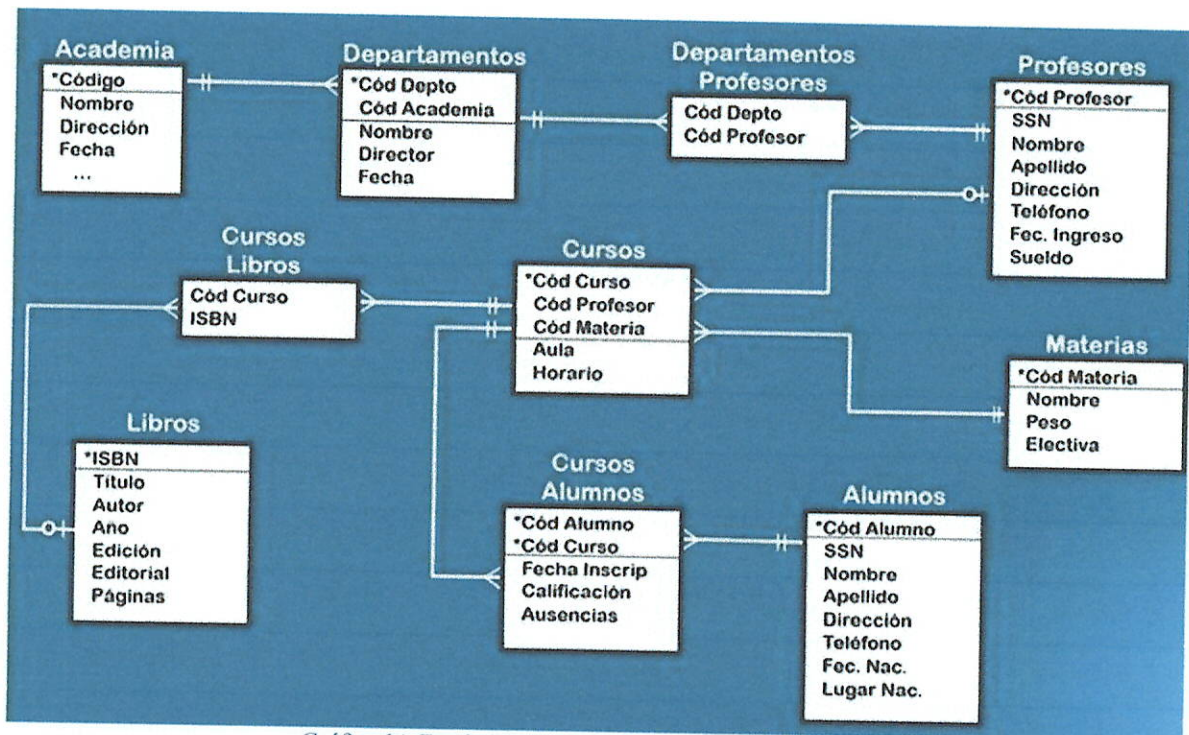 Academia
*Código
Nombre
Dirección
Fecha
...
Departamentos
*Cód Depto
Cód Academia
Nombre
Director
Fecha
Departamentos
Profesores
Cód Depto
Cód Profesor
Profesores
*Cód Profesor
SSN
Nombre
Apellido
Dirección
Teléfono
Fec. Ingreso
Sueldo
Cursos
Libros
Cód Curso
ISBN
Cursos
*Cód Curso
Cód Profesor
Cód Materia
Aula
Horario
Materias
*Cód Materia
Nombre
Peso
Electiva
Libros
*ISBN
Título
Autor
Ano
Edición
Editorial
Páginas
Cursos
Alumnos
*Cód Alumno
*Cód Curso
Fecha Inscrip
Calificación
Ausencias
Alumnos
*Cód Alumno
SSN
Nombre
Apellido
Dirección
Teléfono
Fec. Nac.
Lugar Nac.